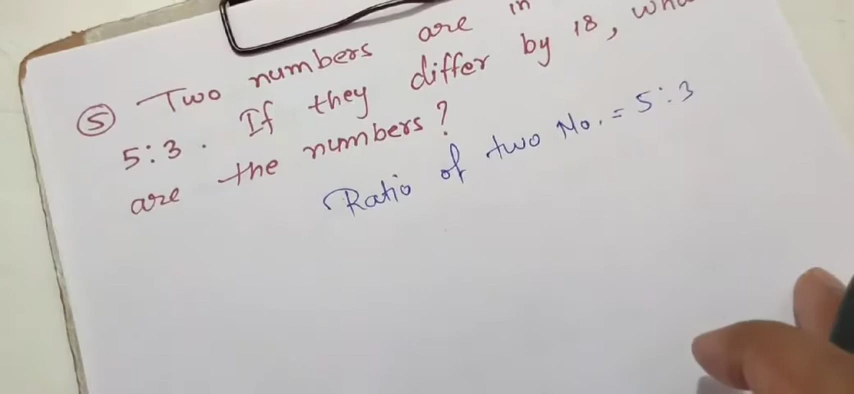 ⑤ Two numbers are in
5:3. If they differ by 18,
are the numbers?
Ratio of two No. = 5:3